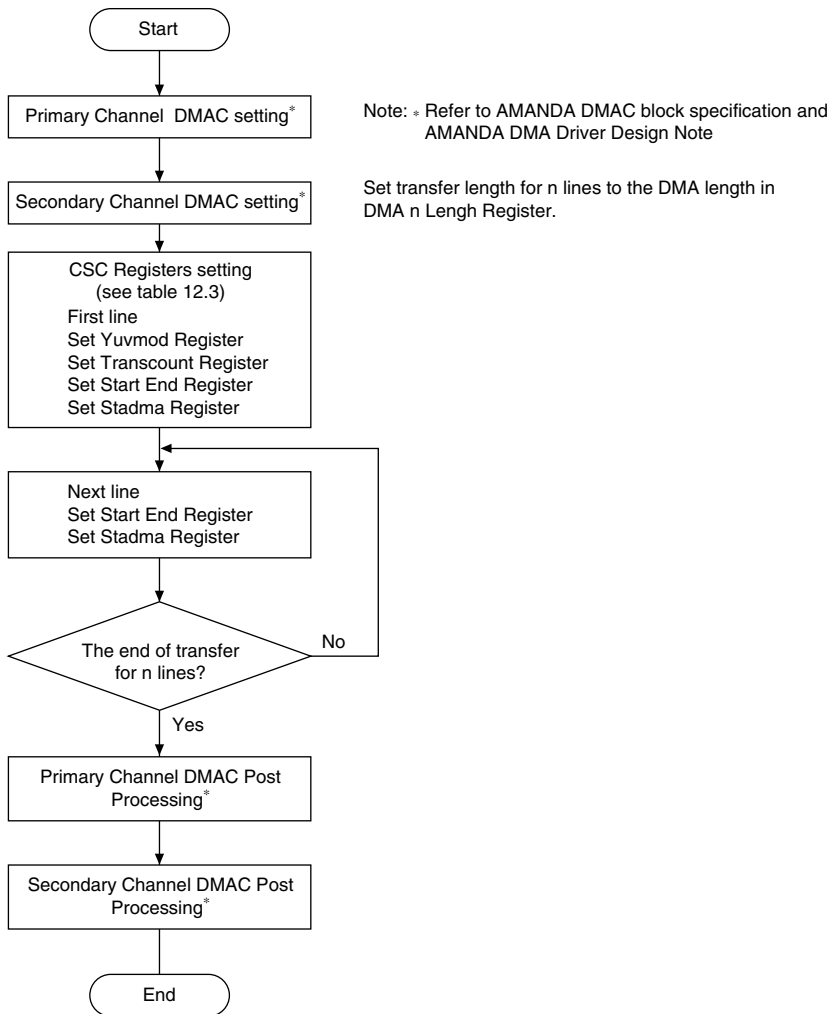 Start
Primary Channel DMAC setting*
Note: * Refer to AMANDA DMAC block specification and
AMANDA DMA Driver Design Note
Secondary Channel DMAC setting*
Set transfer length for n lines to the DMA length in
DMA n Lengh Register.
CSC Registers setting
(see table 12.3)
First line
Set Yuvmod Register
Set Transcount Register
Set Start End Register
Set Stadma Register
Next line
Set Start End Register
Set Stadma Register
The end of transfer
for n lines?
No
Yes
Primary Channel DMAC Post
Processing*
Secondary Channel DMAC Post
Processing*
End